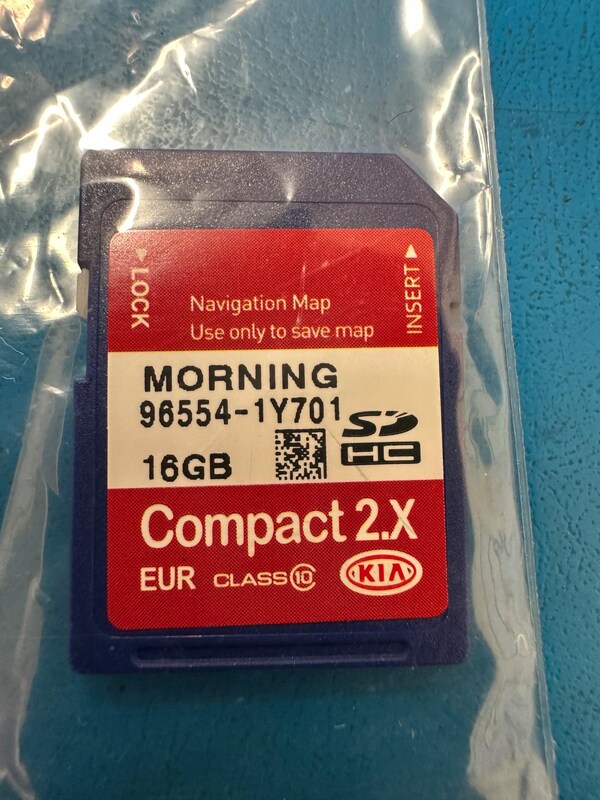 LOCK
INSERT
Navigation Map
Use only to save map
MORNING
96554-1Y701
SD
HC
16GB
Compact 2.X
EUR CLASS 10 KIA